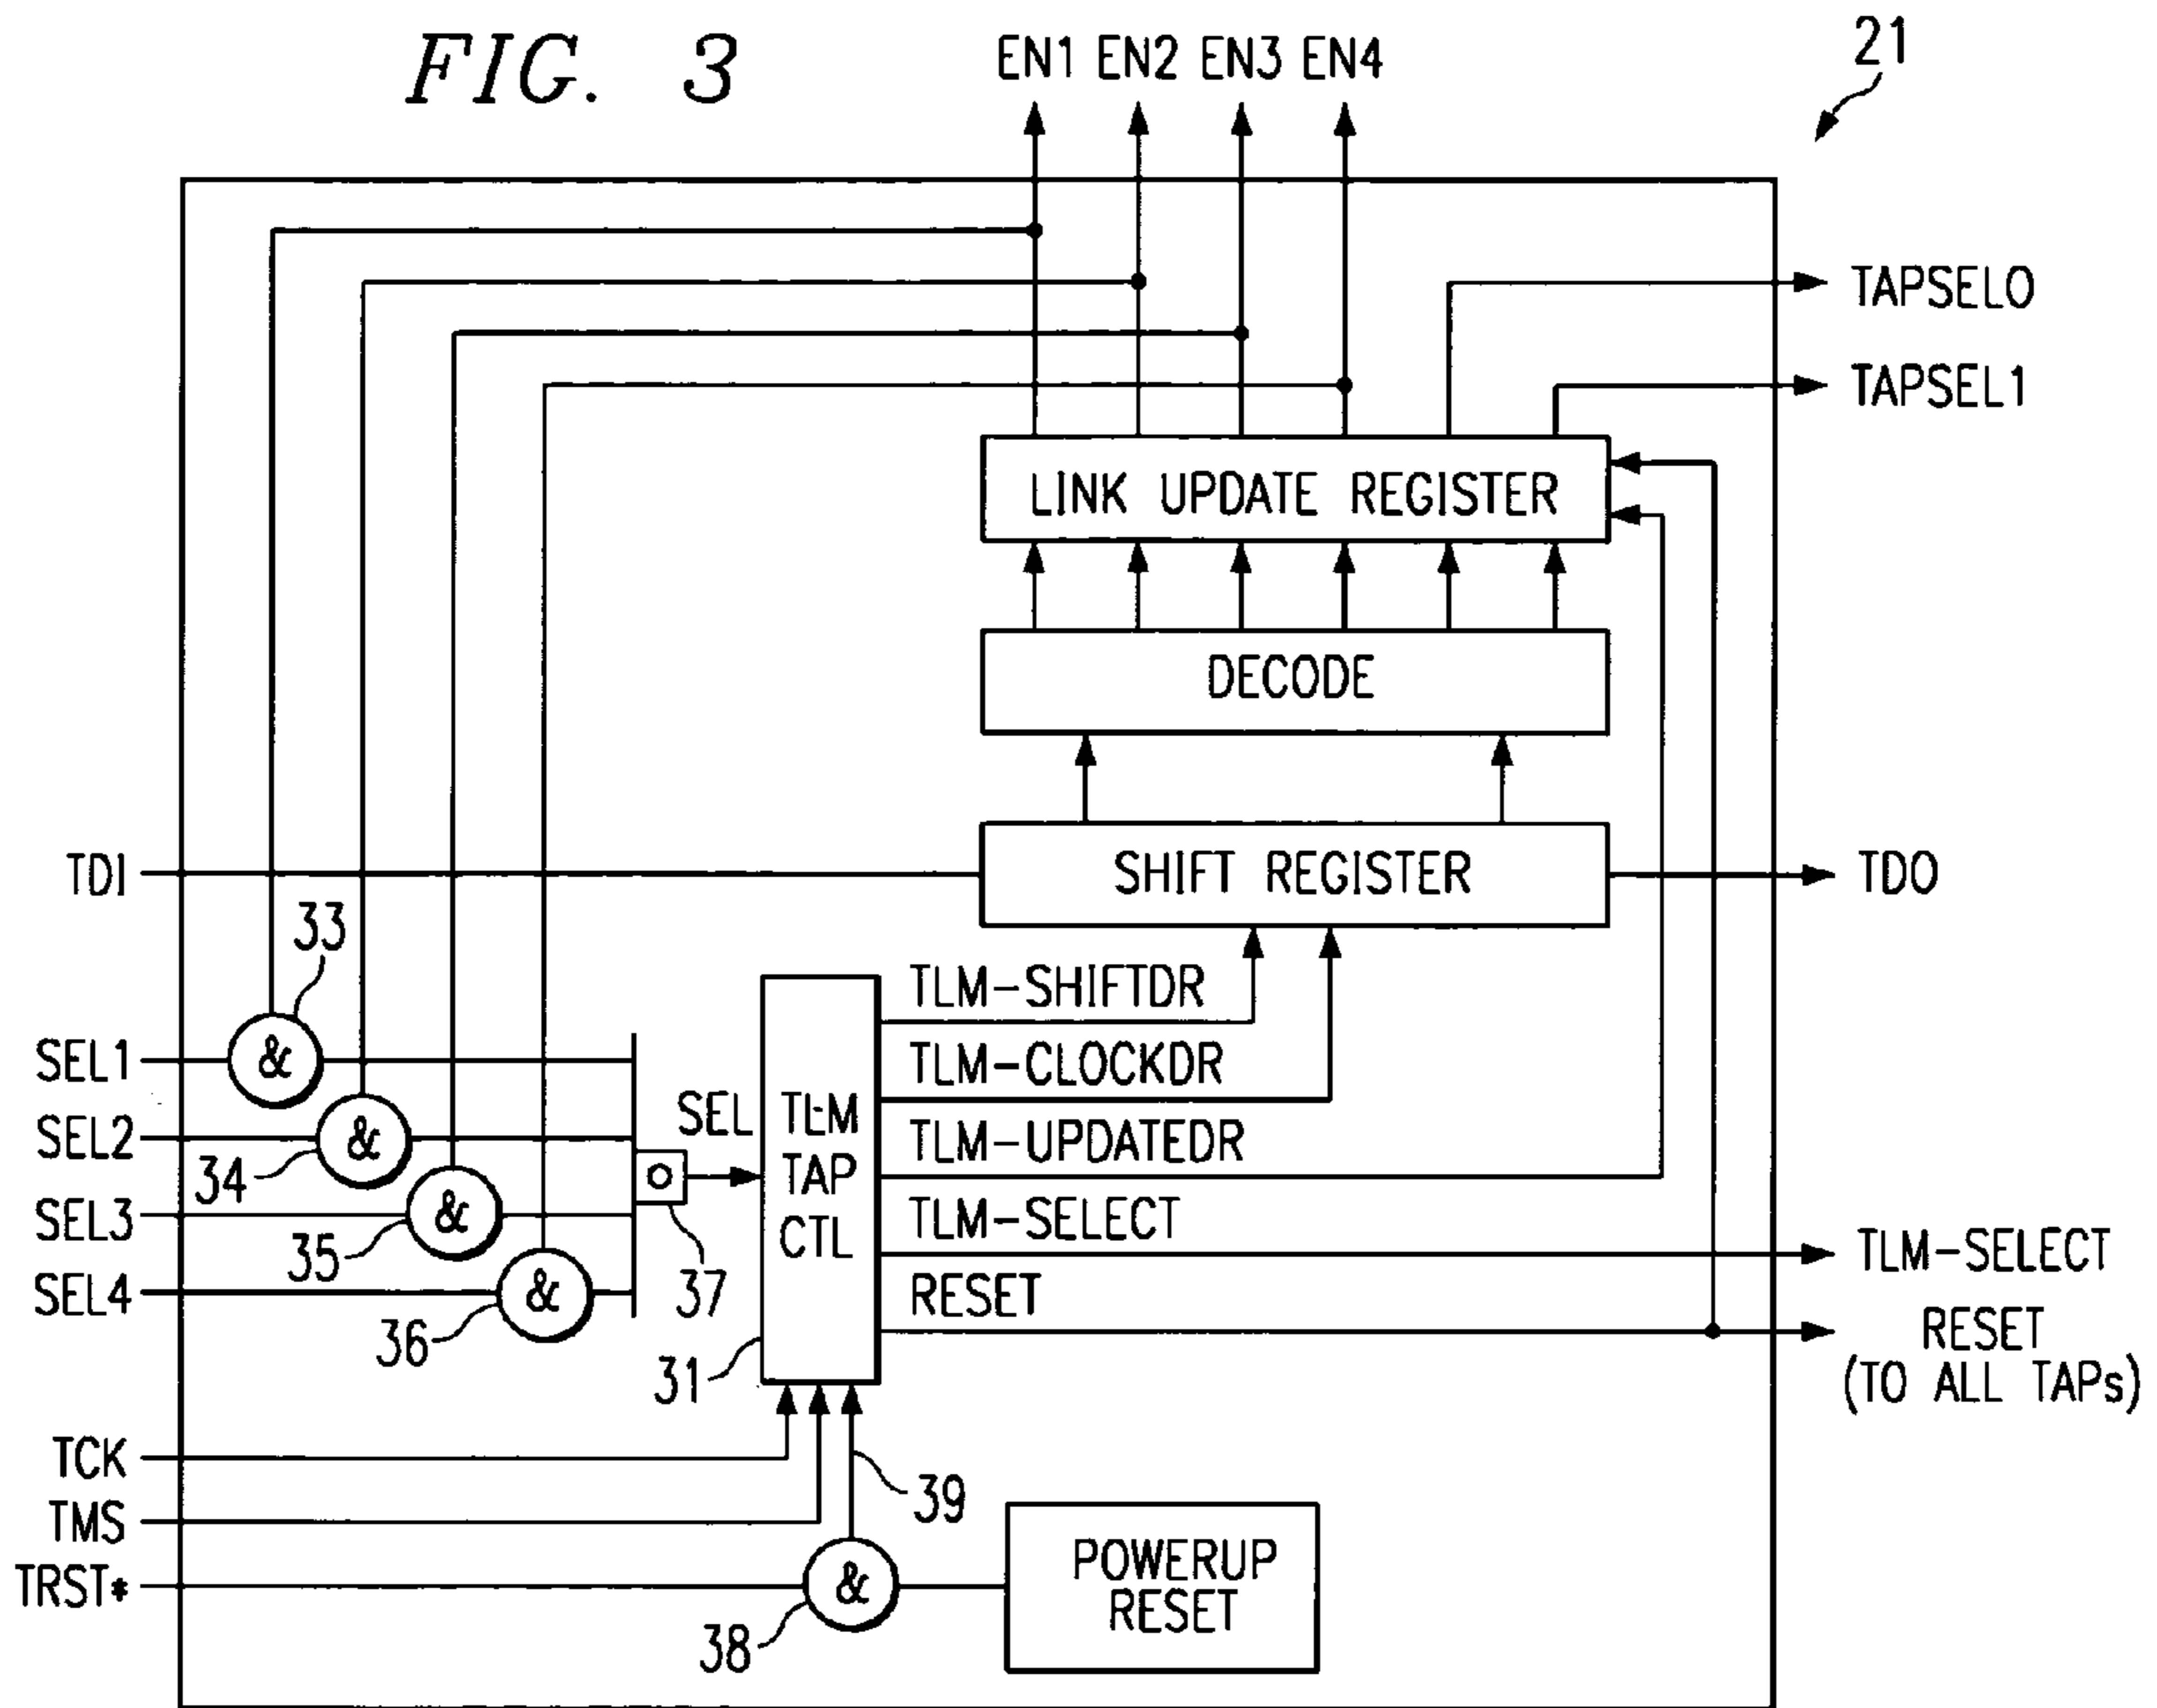 FIG. 3
EN1 EN2 EN3 EN4
21
TAPSEL0
TAPSEL1
LINK UPDATE REGISTER
DECODE
TDI
SHIFT REGISTER
TDO
33
TLM-SHIFTDR
SEL1
&
TLM-CLOCKDR
SEL
TLM
TAP
CTL
SEL2
&
TLM-UPDATEDR
34
SEL3
&
TLM-SELECT
35
37
TLM-SELECT
SEL4
&
RESET
36
31
RESET
(TO ALL TAPs)
TCK
39
TMS
POWERUP
RESET
TRST*
&
38